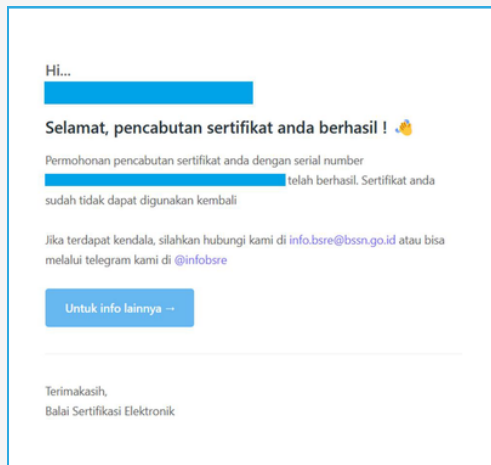 Hi...
Selamat, pencabutan sertifikat anda berhasil ! 👏
Permohonan pencabutan sertifikat anda dengan serial number
telah berhasil. Sertifikat anda
sudah tidak dapat digunakan kembali
Jika terdapat kendala, silahkan hubungi kami di info.bsre@bssn.go.id atau bisa
melalui telegram kami di @infobsre
Untuk info lainnya →
Terimakasih,
Balai Sertifikasi Elektronik